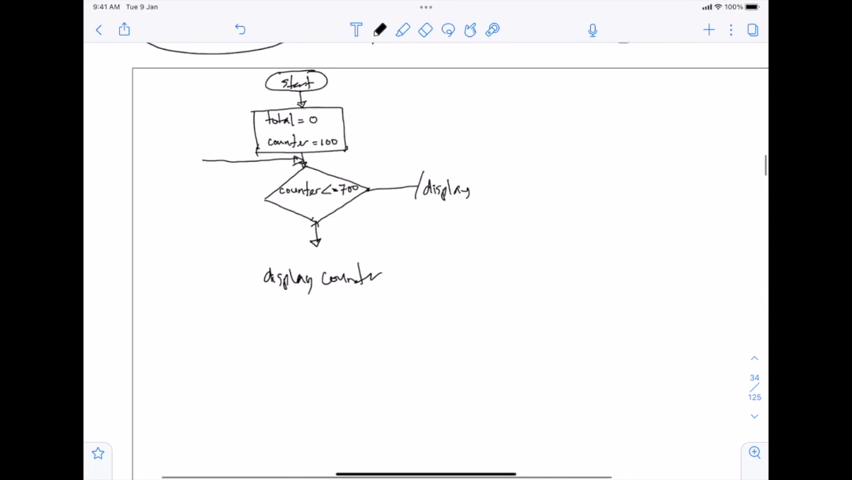 9:41 AM Tue 9 Jan
100%
T
start
total = 0
counter = 100
counter <= 700
/display
display counter
34
/
125